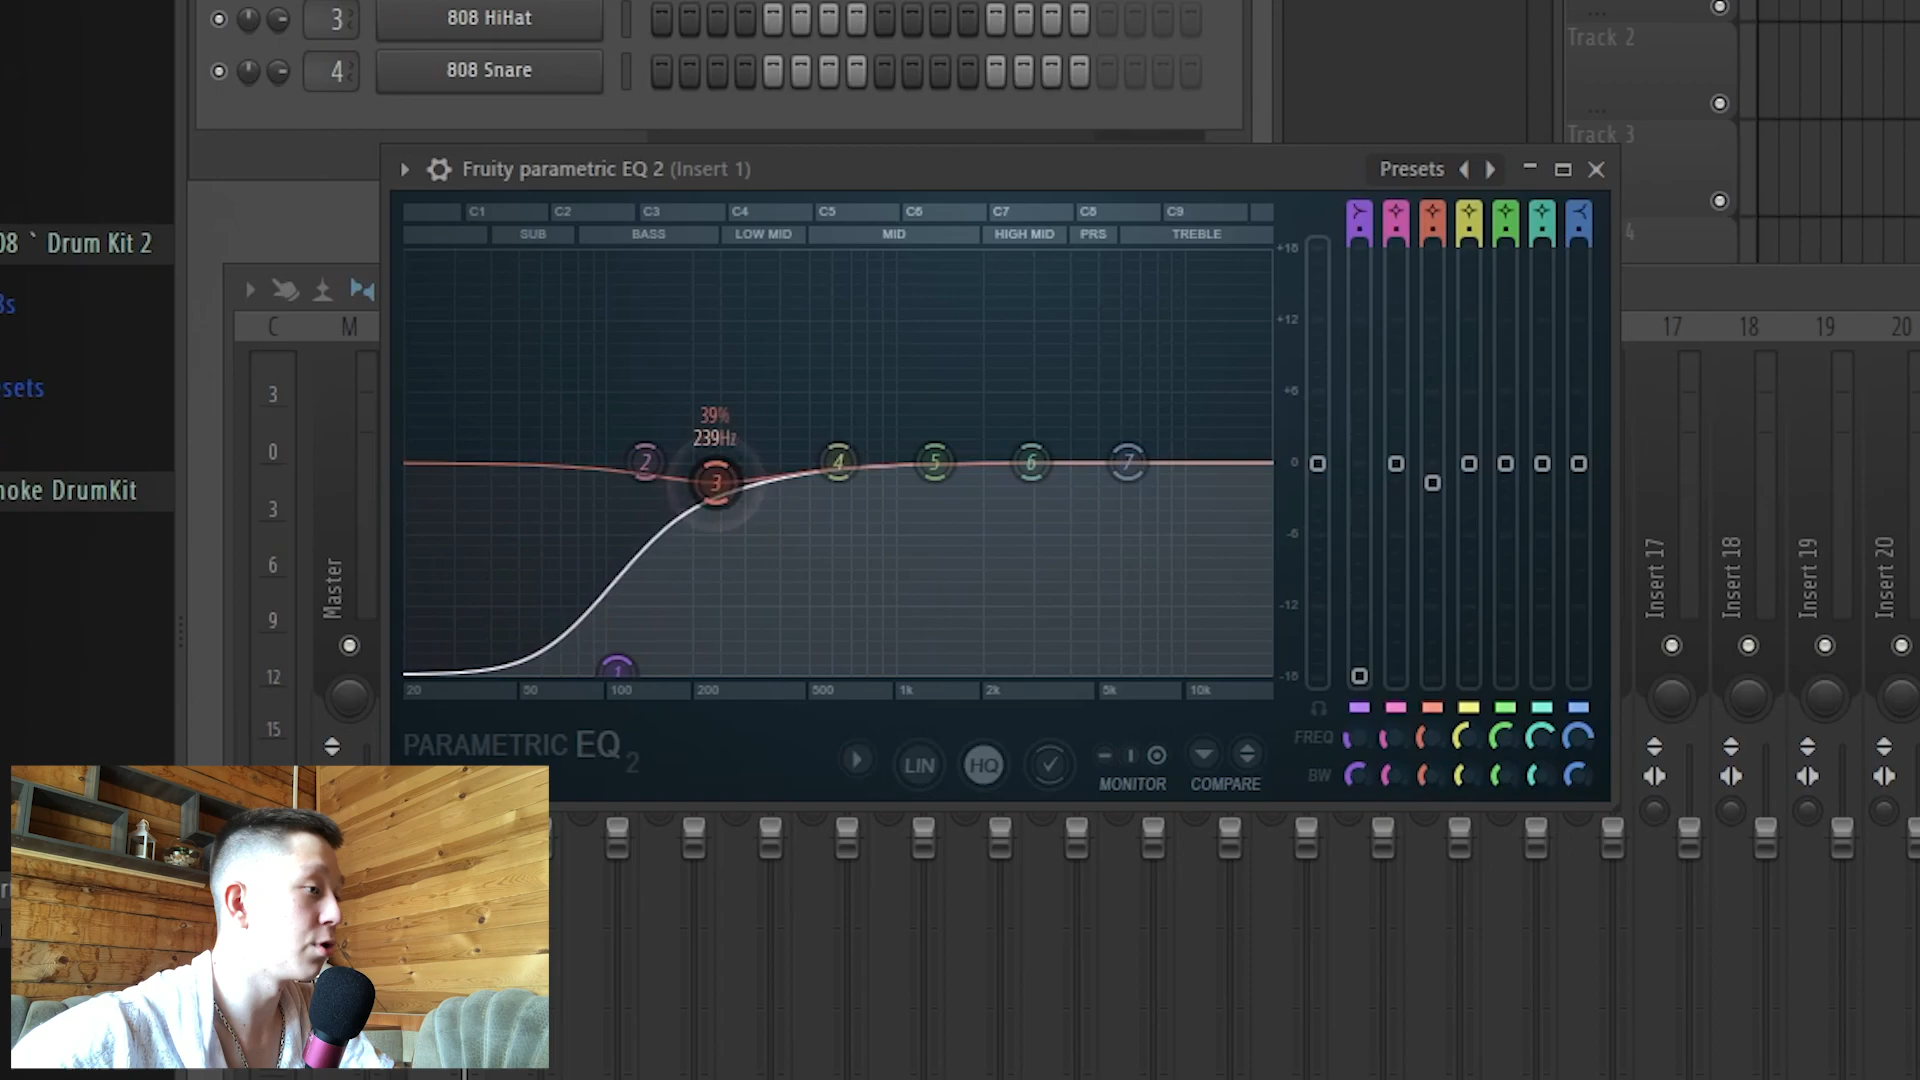 3 808 HiHat
4 808 Snare
Track 2
Track 3
4
Fruity parametric EQ 2 (Insert 1)
Presets
C1 C2 C3 C4 C5 C6 C7 C8 C9
SUB BASS LOW MID MID HIGH MID PRS TREBLE
08 ` Drum Kit 2
C M
17 18 19 20
+18
+12
+6
0
-6
-12
-18
39%
239Hz
2 3 4 5 6 7
1
3
0
3
6
9
12
15
Master
moke DrumKit
20 50 100 200 500 1k 2k 5k 10k
PARAMETRIC EQ 2
LIN
HQ
MONITOR
COMPARE
FREQ
BW
Insert 17
Insert 18
Insert 19
Insert 20